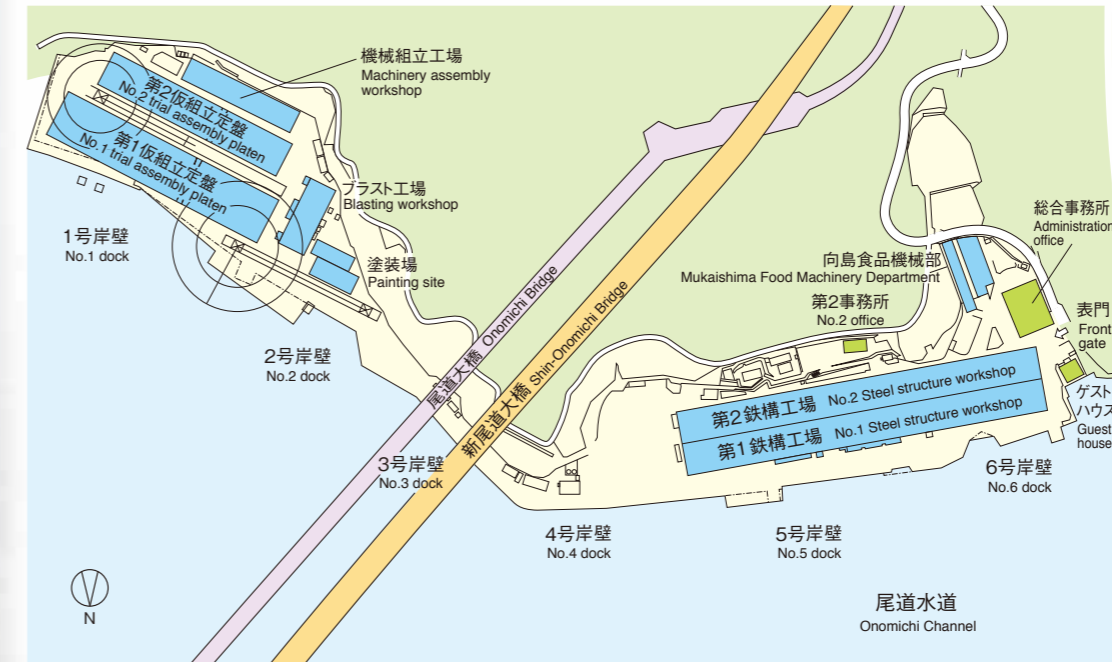 機械組立工場
Machinery assembly
workshop
第2仮組立定盤
No.2 trial assembly platen
第1仮組立定盤
No.1 trial assembly platen
ブラスト工場
Blasting workshop
塗装場
Painting site
1号岸壁
No.1 dock
2号岸壁
No.2 dock
尾道大橋 Onomichi Bridge
新尾道大橋 Shin-Onomichi Bridge
3号岸壁
No.3 dock
4号岸壁
No.4 dock
5号岸壁
No.5 dock
6号岸壁
No.6 dock
総合事務所
Administration
office
向島食品機械部
Mukaishima Food Machinery Department
第2事務所
No.2 office
表門
Front
gate
第2鉄構工場 No.2 Steel structure workshop
第1鉄構工場 No.1 Steel structure workshop
ゲスト
ハウス
Guest
house
尾道水道
Onomichi Channel
N